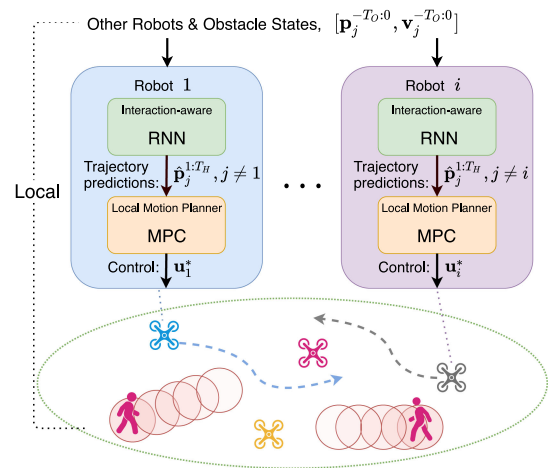 Other Robots & Obstacle States, [𝐩_j^{-T_O:0}, 𝐯_j^{-T_O:0}]
Robot 1
Interaction-aware
RNN
Trajectory
predictions: 𝐩̂_j^{1:T_H}, j ≠ 1
Local Motion Planner
MPC
Control: 𝐮_1^*
Local
. . .
Robot i
Interaction-aware
RNN
Trajectory
predictions: 𝐩̂_j^{1:T_H}, j ≠ i
Local Motion Planner
MPC
Control: 𝐮_i^*